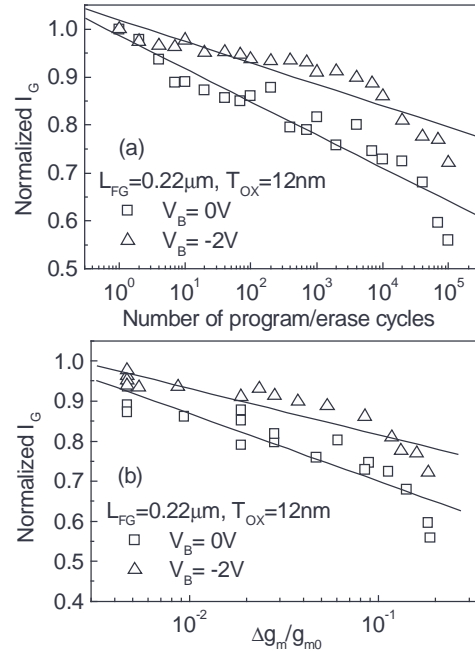 1.0
0.9
0.8
0.7
0.6
0.5
Normalized I_G
(a)
L_FG=0.22μm, T_OX=12nm
□ V_B= 0V
△ V_B= -2V
10^0 10^1 10^2 10^3 10^4 10^5
Number of program/erase cycles
1.0
0.9
0.8
0.7
0.6
0.5
0.4
Normalized I_G
(b)
L_FG=0.22μm, T_OX=12nm
□ V_B= 0V
△ V_B= -2V
10^-2 10^-1
Δg_m/g_m0